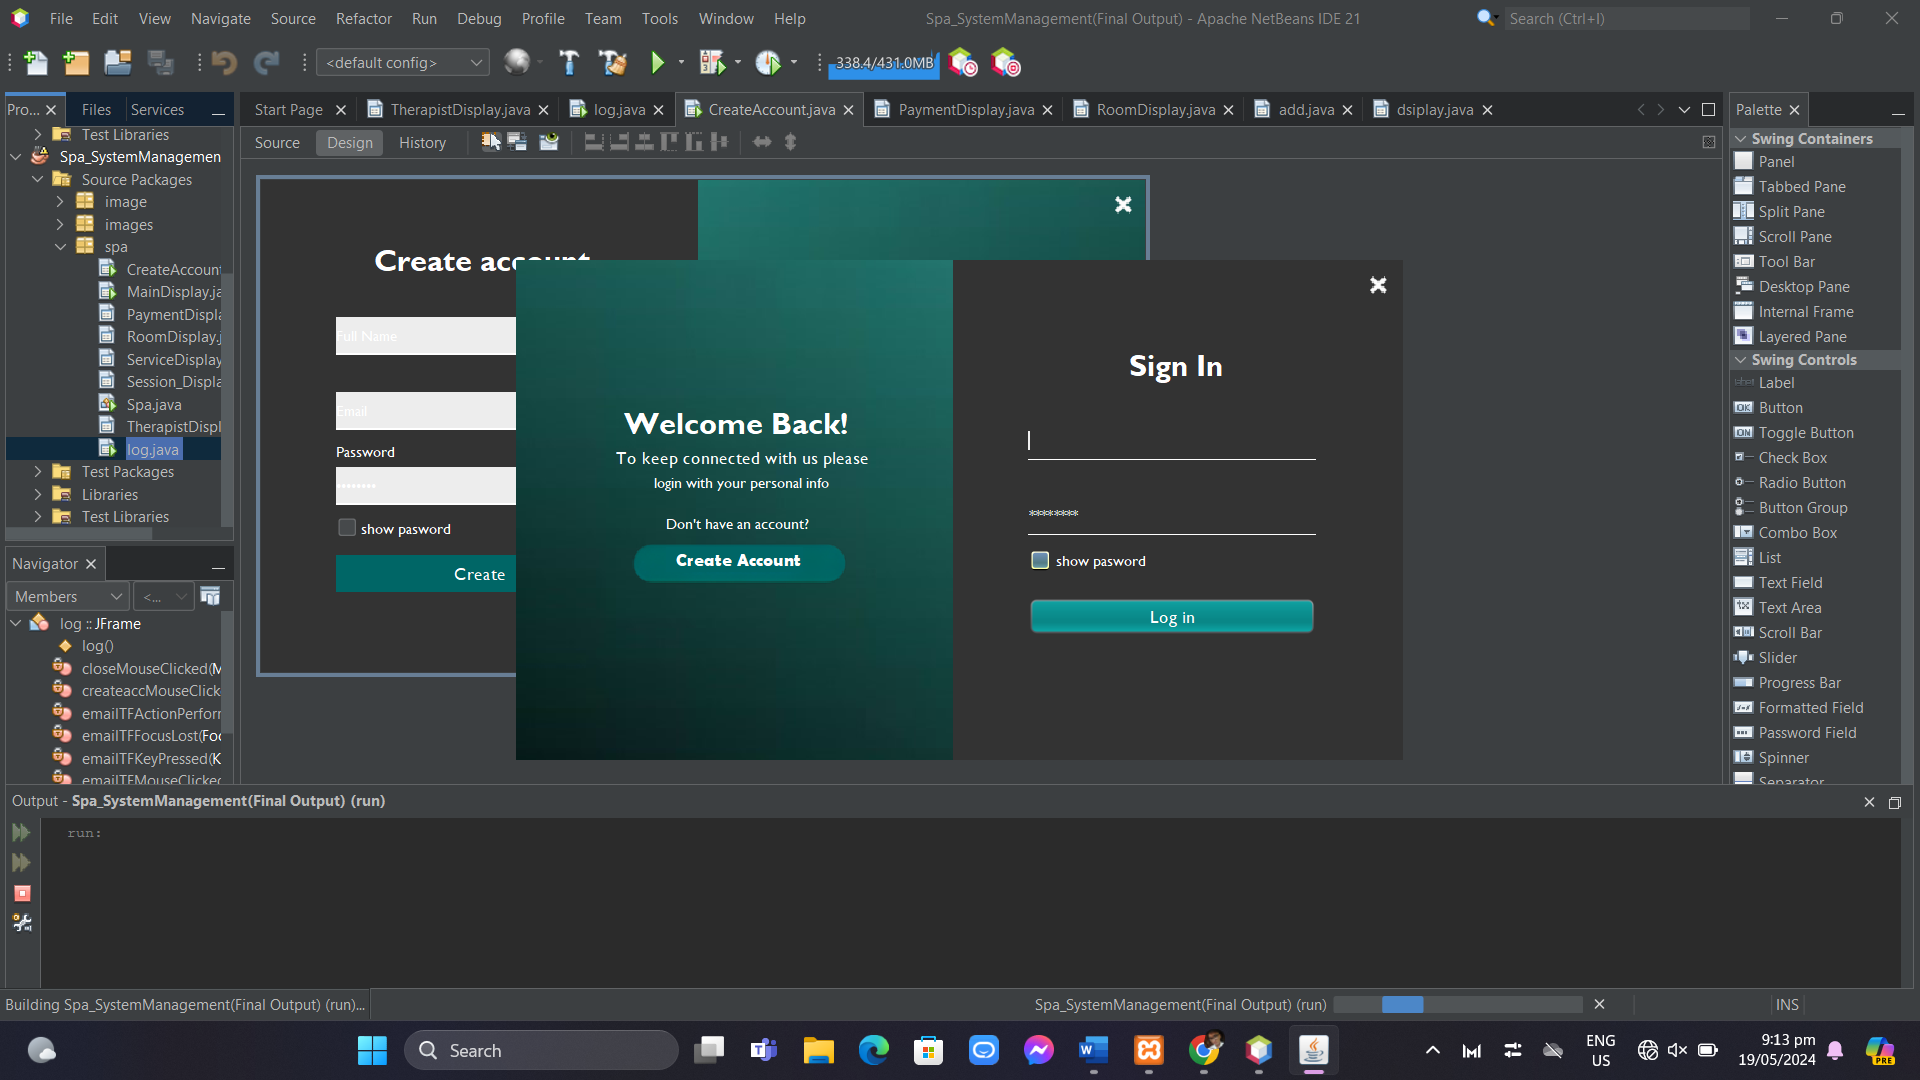 File Edit View Navigate Source Refactor Run Debug Profile Team Tools Window Help
Spa_SystemManagement(Final Output) - Apache NetBeans IDE 21
Search (Ctrl+I)
<default config>
338.4/431.0MB
Pro... Files Services
Start Page TherapistDisplay.java log.java CreateAccount.java PaymentDisplay.java RoomDisplay.java add.java dsiplay.java
Palette
Source Design History
Test Libraries
Spa_SystemManagemen
Source Packages
image
images
spa
CreateAccount
MainDisplay.ja
PaymentDispla
RoomDisplay.j
ServiceDisplay
Session_Displa
Spa.java
TherapistDispl
log.java
Test Packages
Libraries
Test Libraries
Navigator
Members <...
log :: JFrame
log()
closeMouseClicked(M
createaccMouseClick
emailTFActionPerforr
emailTFFocusLost(Foc
emailTFKeyPressed(K
emailTFMouseClicked
Create account
Full Name
Email
Password
********
show pasword
Create
Welcome Back!
To keep connected with us please
login with your personal info
Don't have an account?
Create Account
Sign In
********
show pasword
Log in
Swing Containers
Panel
Tabbed Pane
Split Pane
Scroll Pane
Tool Bar
Desktop Pane
Internal Frame
Layered Pane
Swing Controls
Label
Button
Toggle Button
Check Box
Radio Button
Button Group
Combo Box
List
Text Field
Text Area
Scroll Bar
Slider
Progress Bar
Formatted Field
Password Field
Spinner
Separator
Output - Spa_SystemManagement(Final Output) (run)
run:
Building Spa_SystemManagement(Final Output) (run)...
Spa_SystemManagement(Final Output) (run)
INS
Search
ENG
US
9:13 pm
19/05/2024
PRE